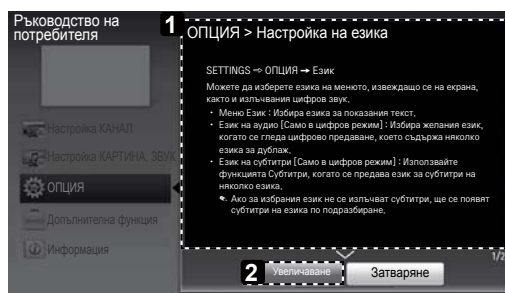 Ръководство на
потребителя
1
ОПЦИЯ > Настройка на езика
SETTINGS ⇨ ОПЦИЯ ➙ Език
Можете да изберете езика на менюто, извеждащо се на екрана,
както и излъчвания цифров звук.
• Меню Език : Избира езика за показания текст.
• Език на аудио [Само в цифров режим] : Избира желания език,
когато се гледа цифрово предаване, което съдържа няколко
езика за дублаж.
• Език на субтитри [Само в цифров режим] : Използвайте
функцията Субтитри, когато се предава език за субтитри на
няколко езика.
Ако за избрания език не се излъчват субтитри, ще се появят
субтитри на езика по подразбиране.
Настройка КАНАЛ
Настройка КАРТИНА, ЗВУК
ОПЦИЯ
Допълнителна функция
Информация
1/2
2
Увеличаване
Затваряне